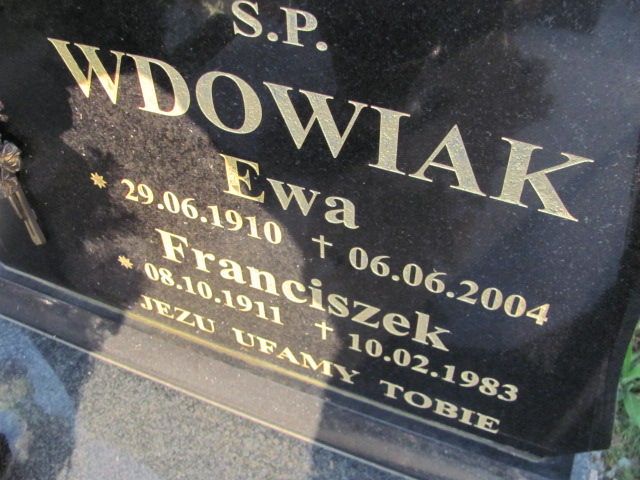 S.P.
WDOWIAK
Ewa
* 29.06.1910 † 06.06.2004
Franciszek
* 08.10.1911 † 10.02.1983
JEZU UFAMY TOBIE